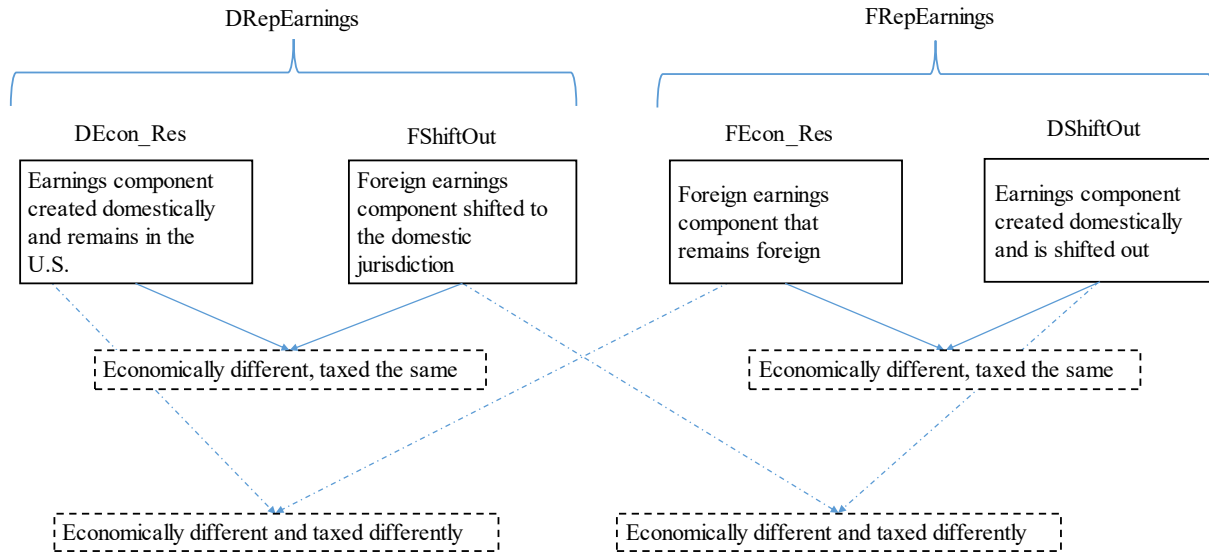 DRepEarnings
FRepEarnings
DEcon_Res
FShiftOut
FEcon_Res
DShiftOut
Earnings component
created domestically
and remains in the
U.S.
Foreign earnings
component shifted to
the domestic
jurisdiction
Foreign earnings
component that
remains foreign
Earnings component
created domestically
and is shifted out
Economically different, taxed the same
Economically different, taxed the same
Economically different and taxed differently
Economically different and taxed differently